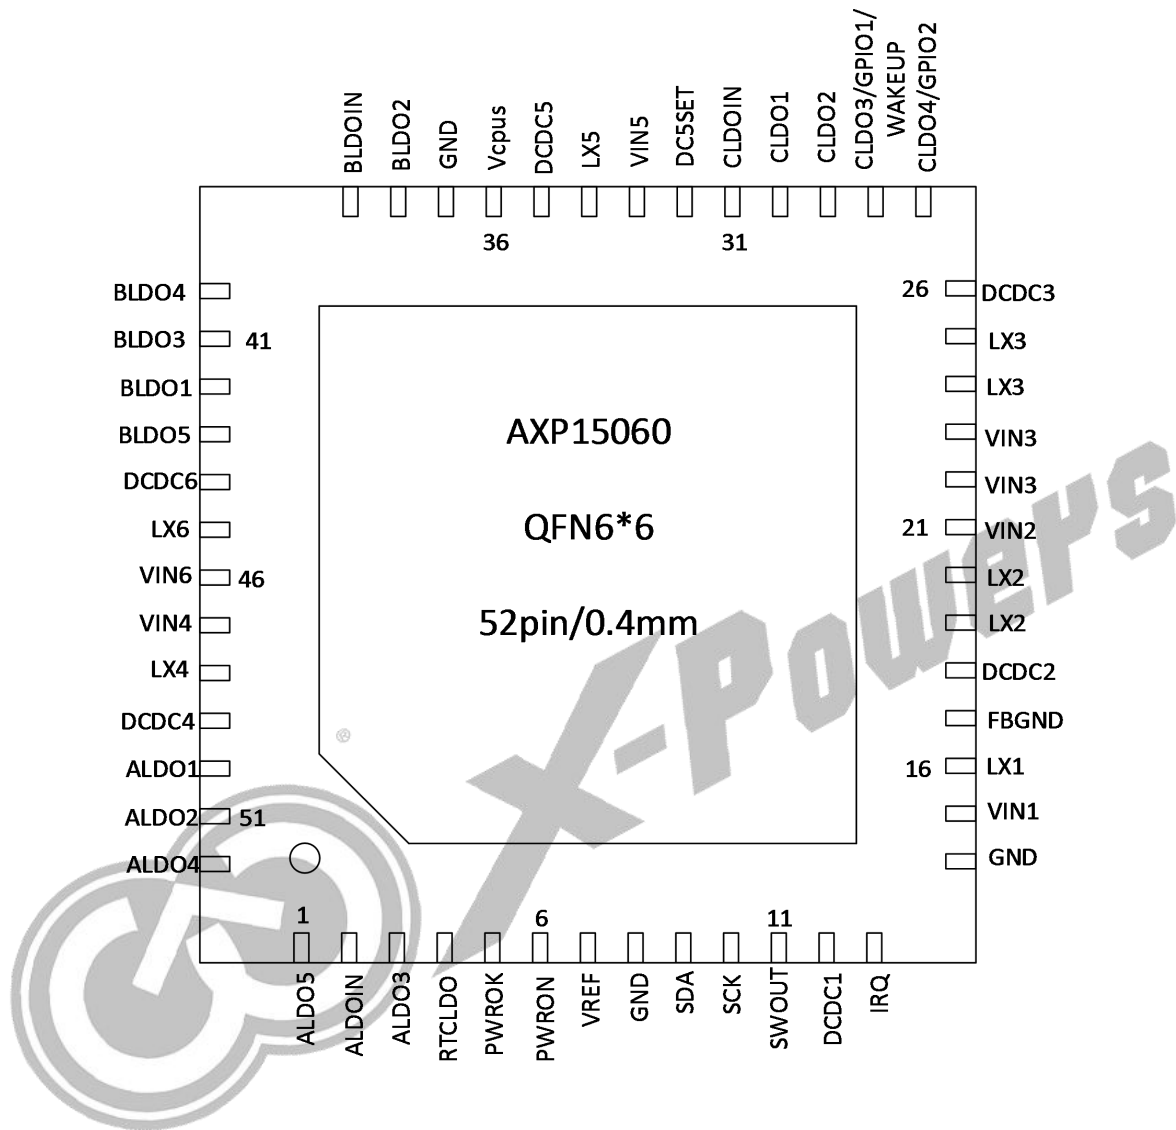 BLDOIN
BLDO2
GND
Vcpus
DCDC5
LX5
VIN5
DC5SET
CLDOIN
CLDO1
CLDO2
CLDO3/GPIO1/
WAKEUP
CLDO4/GPIO2
36
31
BLDO4
BLDO3
41
BLDO1
BLDO5
DCDC6
LX6
VIN6
46
VIN4
LX4
DCDC4
ALDO1
ALDO2
51
ALDO4
AXP15060
QFN6*6
52pin/0.4mm
26
DCDC3
LX3
LX3
VIN3
VIN3
21
VIN2
LX2
LX2
DCDC2
FBGND
16
LX1
VIN1
GND
1
6
11
ALDO5
ALDOIN
ALDO3
RTCLDO
PWROK
PWRON
VREF
GND
SDA
SCK
SWOUT
DCDC1
IRQ
X-Powers
®